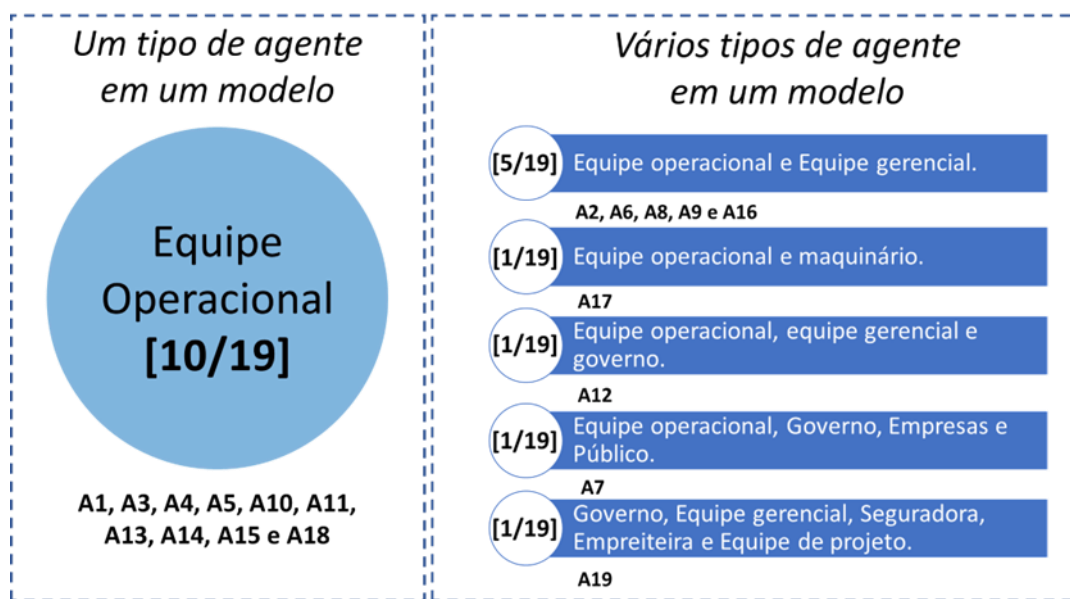 Um tipo de agente
em um modelo
Equipe
Operacional
[10/19]
A1, A3, A4, A5, A10, A11,
A13, A14, A15 e A18
Vários tipos de agente
em um modelo
[5/19] Equipe operacional e Equipe gerencial.
A2, A6, A8, A9 e A16
[1/19] Equipe operacional e maquinário.
A17
[1/19] Equipe operacional, equipe gerencial e
governo.
A12
[1/19] Equipe operacional, Governo, Empresas e
Público.
A7
[1/19] Governo, Equipe gerencial, Seguradora,
Empreiteira e Equipe de projeto.
A19